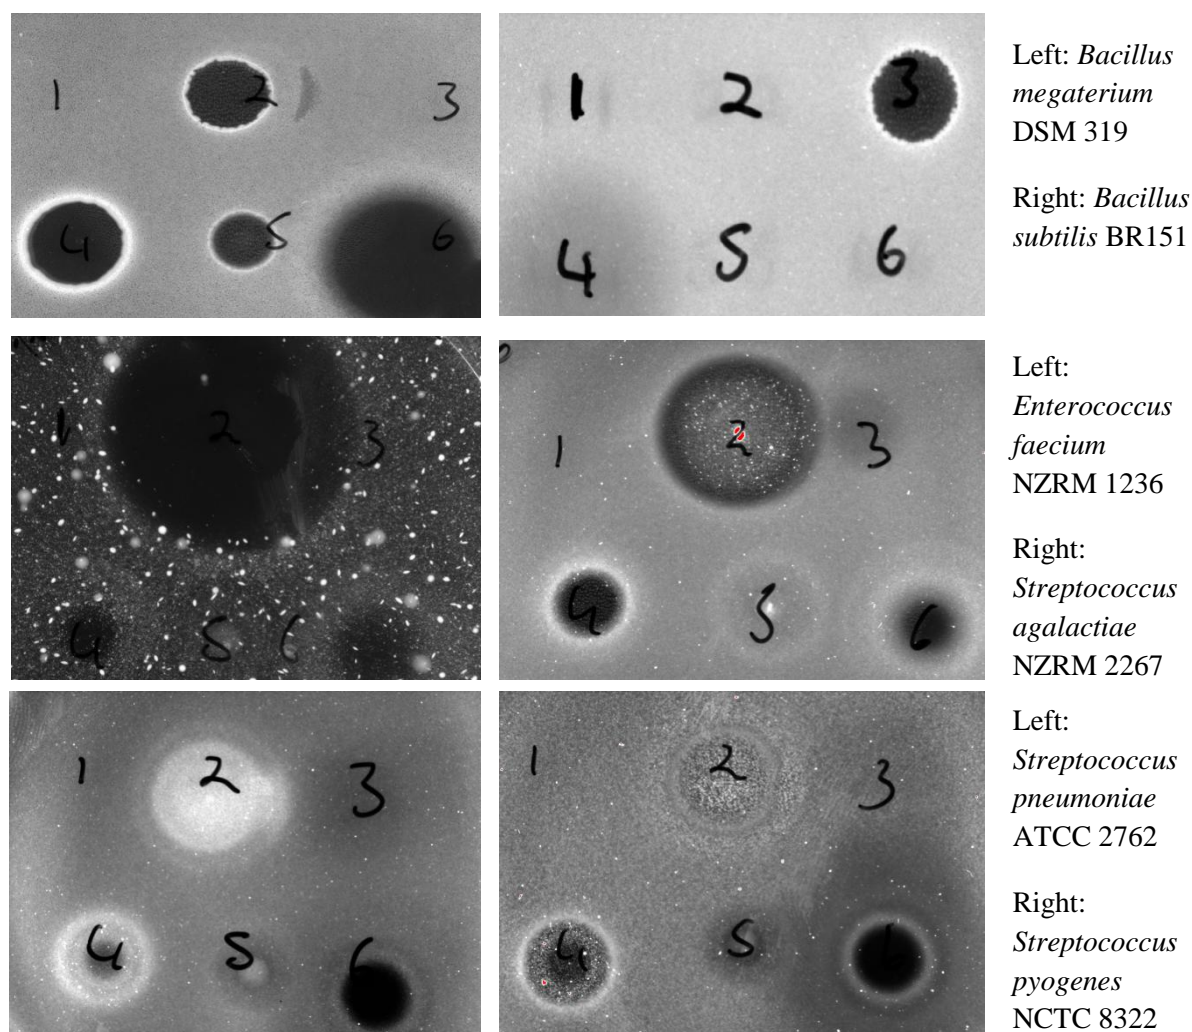 1 2 3
4 5 6
1 2 3
4 5 6
Left: Bacillus
megaterium
DSM 319
Right: Bacillus
subtilis BR151
1 2 3
4 5 6
1 2 3
4 5 6
Left:
Enterococcus
faecium
NZRM 1236
Right:
Streptococcus
agalactiae
NZRM 2267
1 2 3
4 5 6
1 2 3
4 5 6
Left:
Streptococcus
pneumoniae
ATCC 2762
Right:
Streptococcus
pyogenes
NCTC 8322